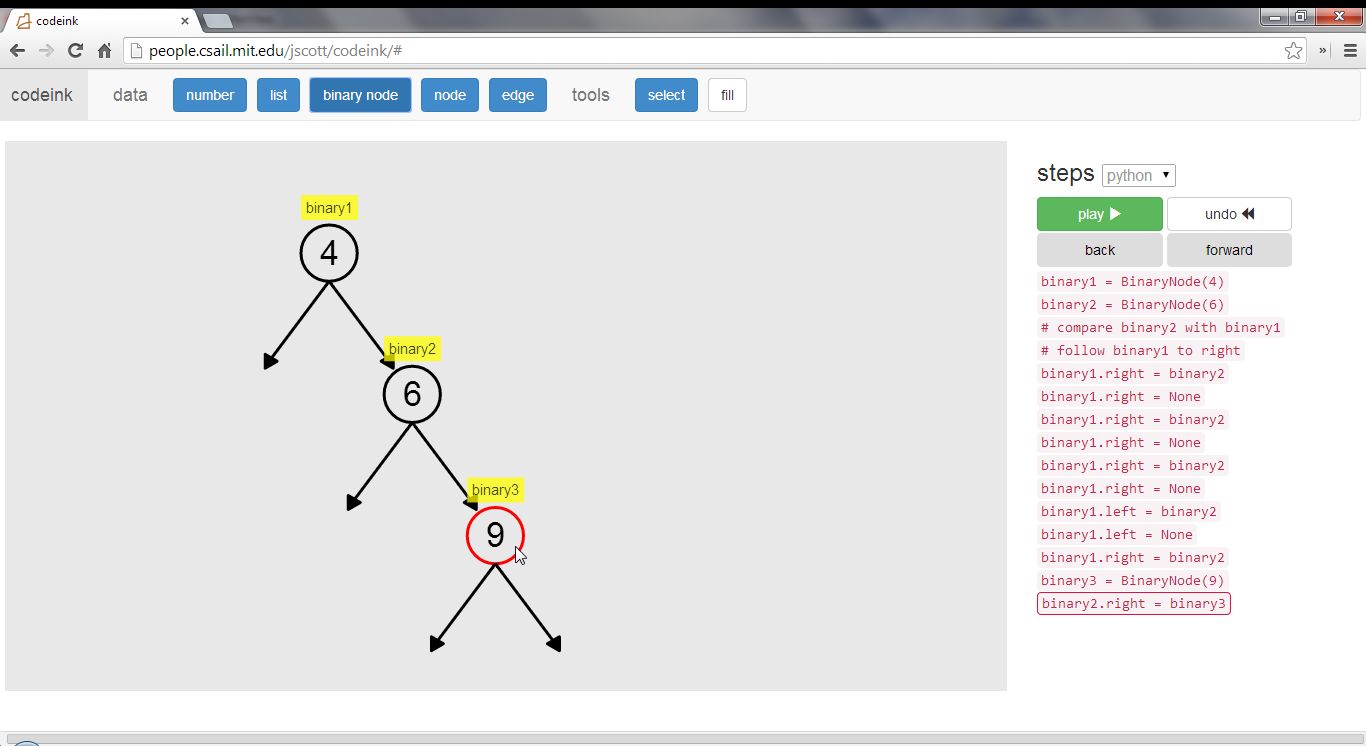 codeink
people.csail.mit.edu/jscott/codeink/#
codeink data number list binary node node edge tools select fill
binary1
4
binary2
6
binary3
9
steps python
play undo
back forward
binary1 = BinaryNode(4)
binary2 = BinaryNode(6)
# compare binary2 with binary1
# follow binary1 to right
binary1.right = binary2
binary1.right = None
binary1.right = binary2
binary1.right = None
binary1.right = binary2
binary1.right = None
binary1.left = binary2
binary1.left = None
binary1.right = binary2
binary3 = BinaryNode(9)
binary2.right = binary3